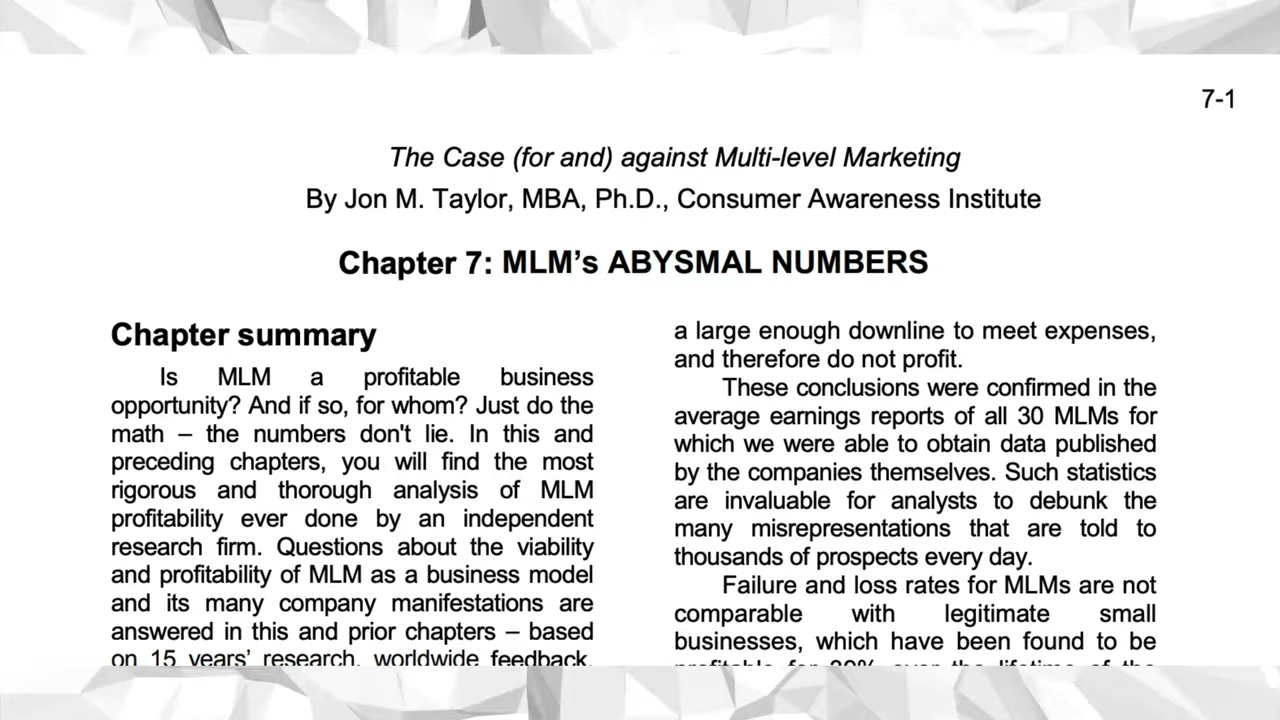 7-1
The Case (for and) against Multi-level Marketing
By Jon M. Taylor, MBA, Ph.D., Consumer Awareness Institute
Chapter 7: MLM’s ABYSMAL NUMBERS
Chapter summary
Is MLM a profitable business
opportunity? And if so, for whom? Just do the
math – the numbers don't lie. In this and
preceding chapters, you will find the most
rigorous and thorough analysis of MLM
profitability ever done by an independent
research firm. Questions about the viability
and profitability of MLM as a business model
and its many company manifestations are
answered in this and prior chapters – based
on 15 years’ research, worldwide feedback,
a large enough downline to meet expenses,
and therefore do not profit.
These conclusions were confirmed in the
average earnings reports of all 30 MLMs for
which we were able to obtain data published
by the companies themselves. Such statistics
are invaluable for analysts to debunk the
many misrepresentations that are told to
thousands of prospects every day.
Failure and loss rates for MLMs are not
comparable with legitimate small
businesses, which have been found to be